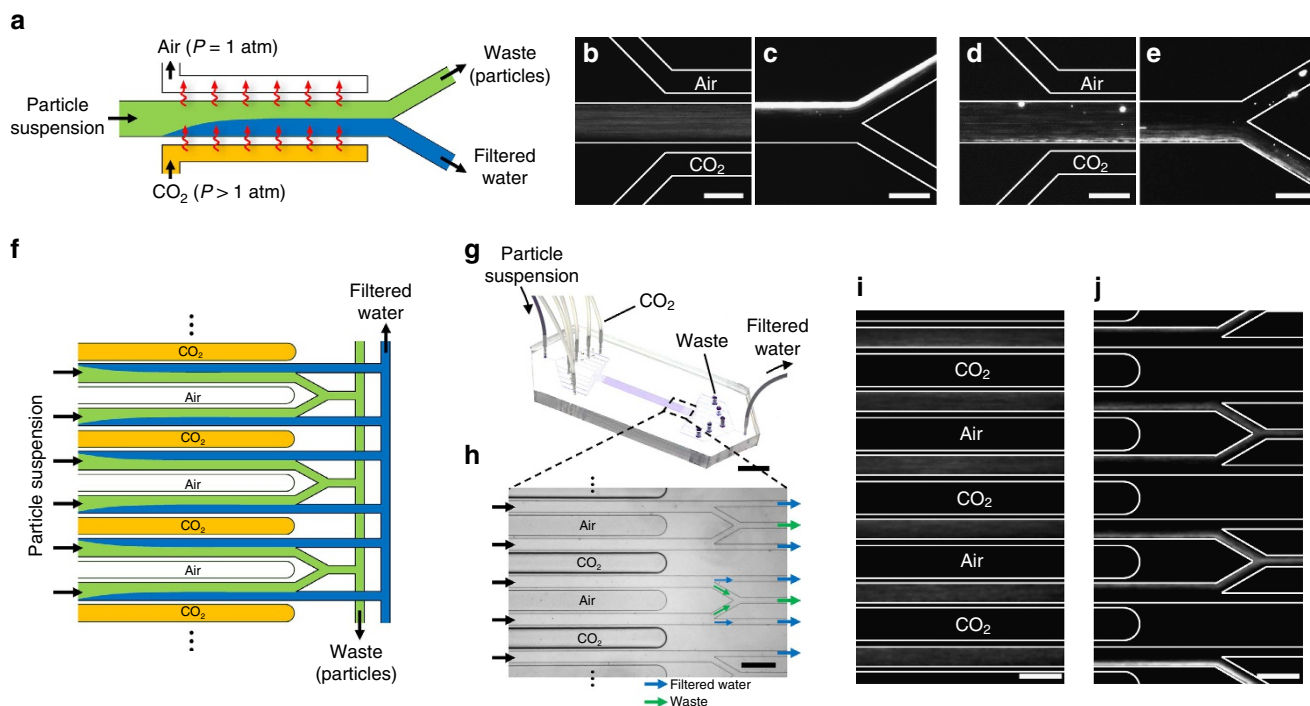 a
Air (P = 1 atm)
Particle
suspension
CO2 (P > 1 atm)
Waste
(particles)
Filtered
water
b
Air
CO2
c
d
Air
CO2
e
f
Particle suspension
CO2
Air
CO2
Air
CO2
Air
CO2
Filtered
water
Waste
(particles)
g
Particle
suspension
CO2
Waste
Filtered
water
h
Air
CO2
Air
CO2
Filtered water
Waste
i
CO2
Air
CO2
Air
CO2
j